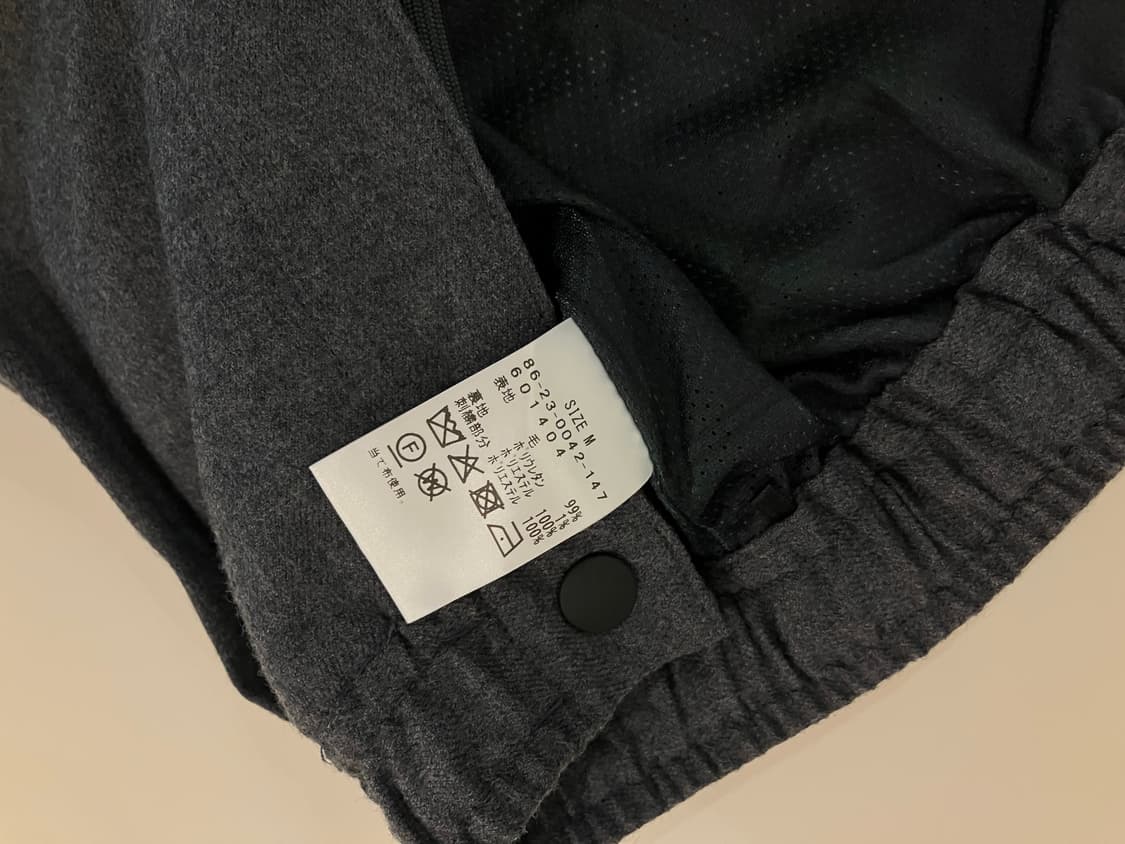 SIZE M
86-23-0042-147
601404
表地 毛 99%
ポリウレタン 1%
裏地 ポリエステル 100%
刺繍部分 ポリエステル 100%
F
当て布使用。